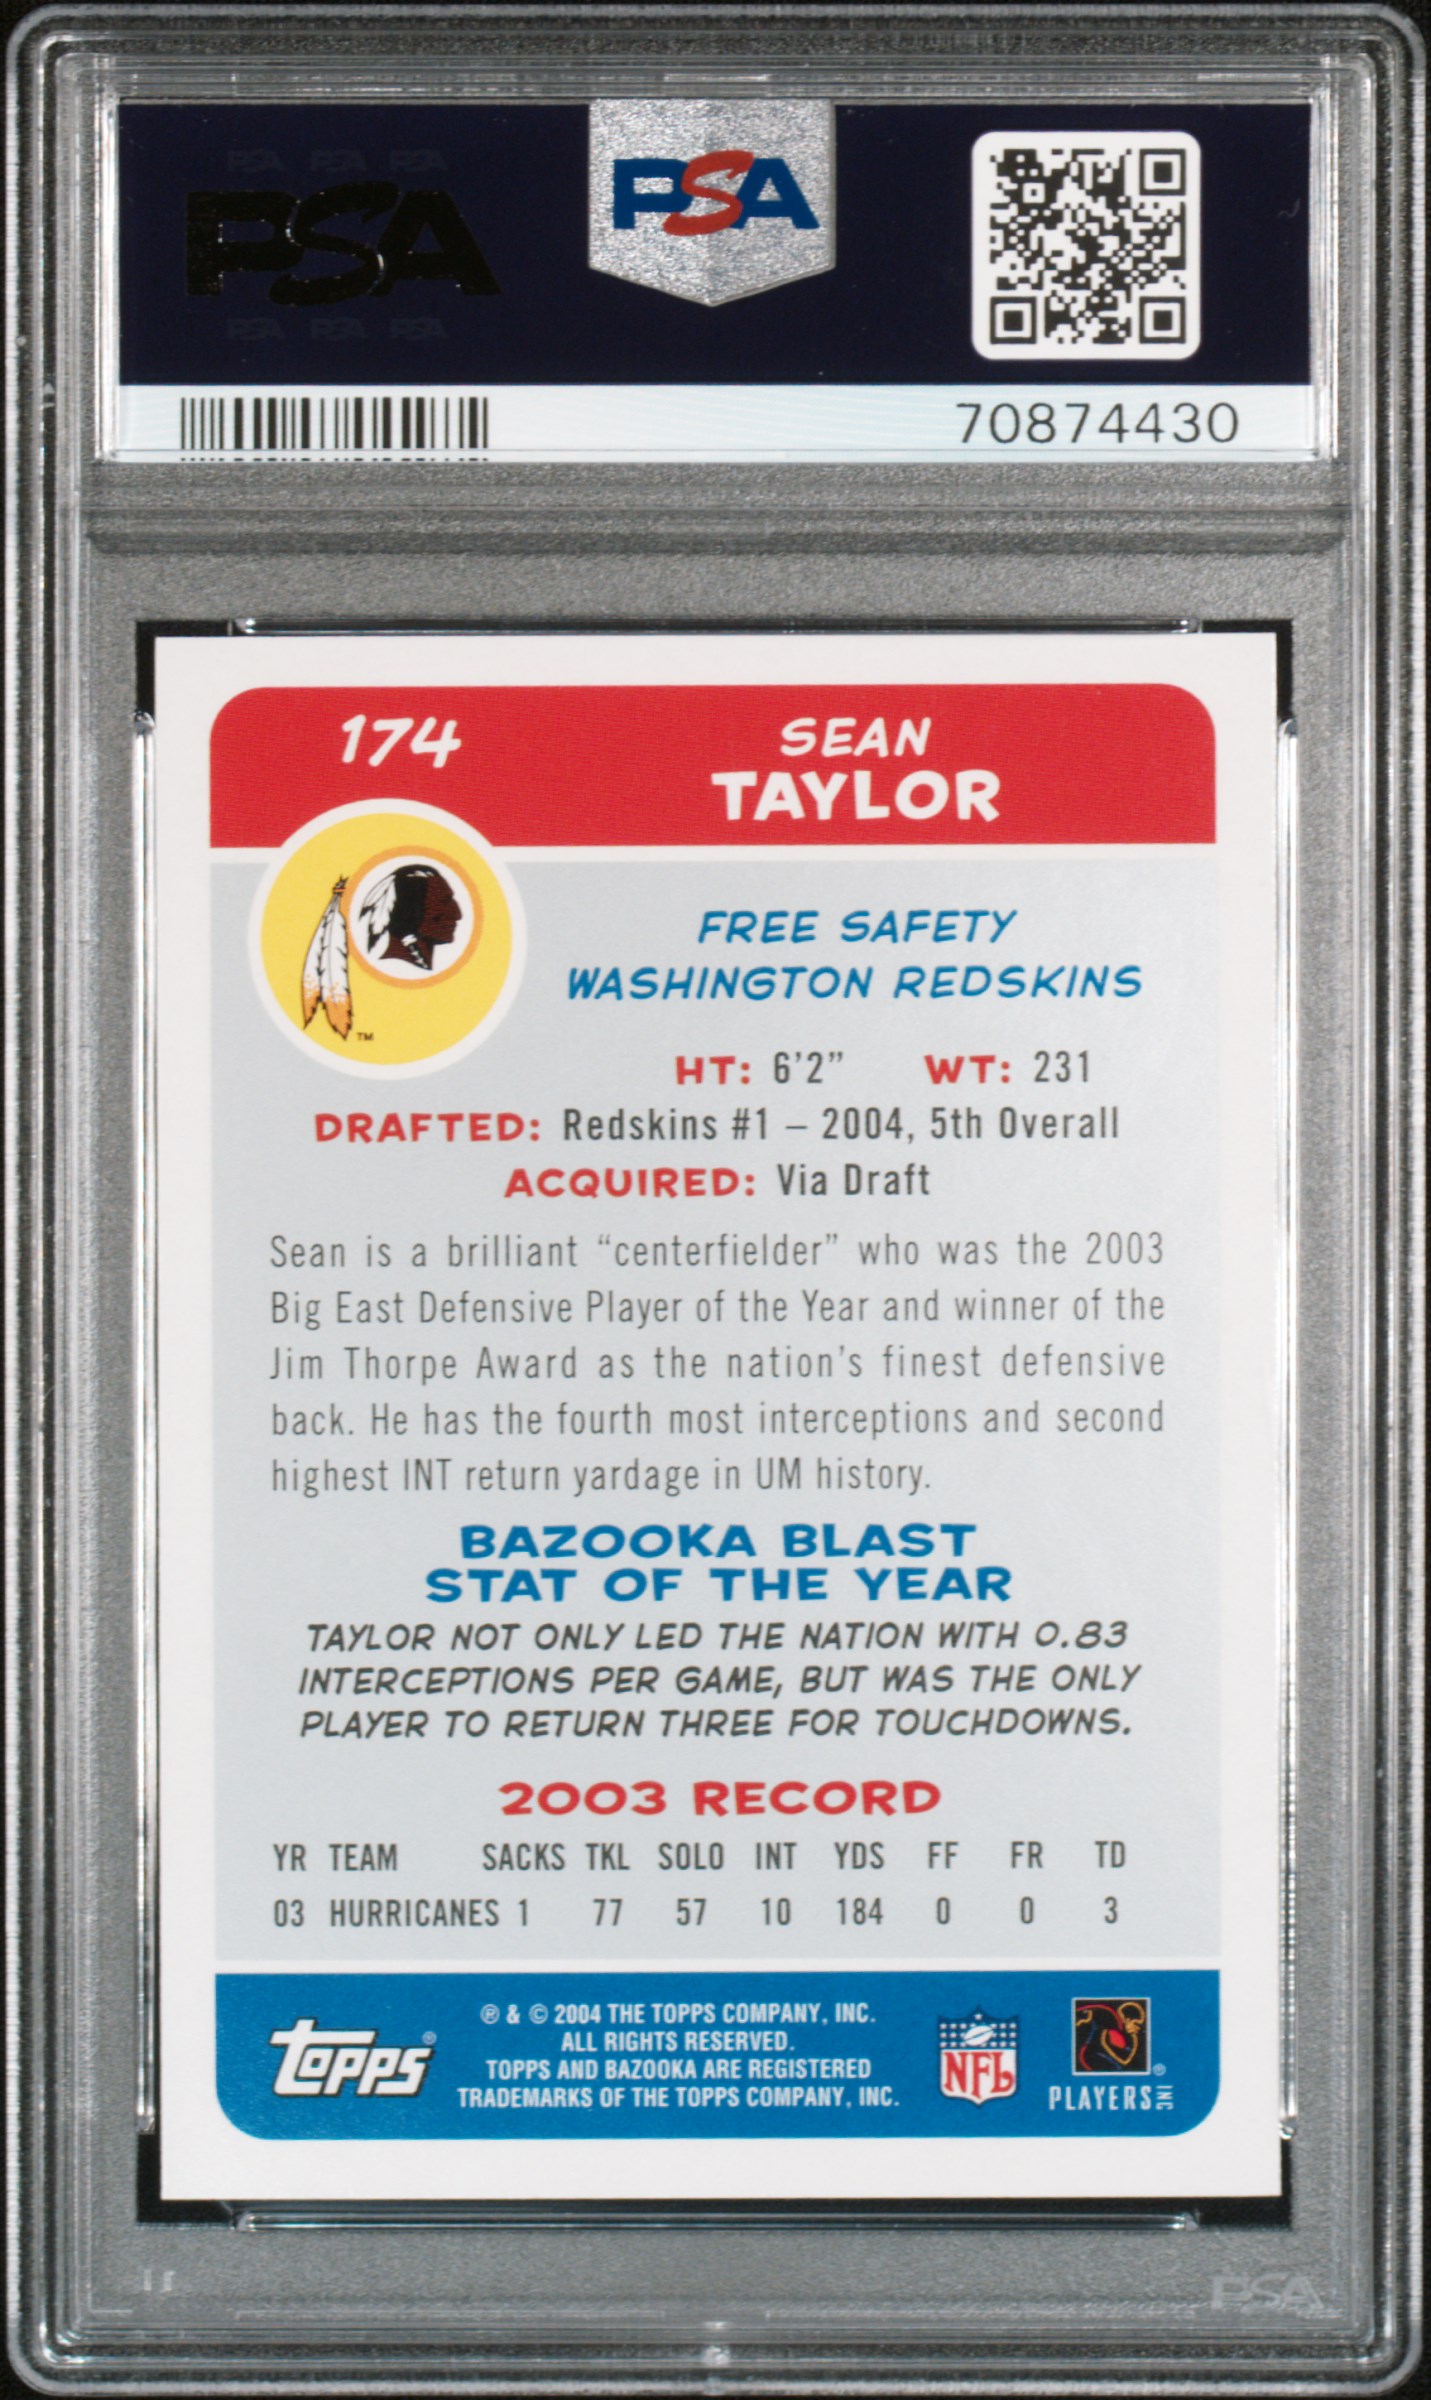 PSA PSA PSA
PSA
PSA PSA PSA
PSA
70874430
174
SEAN
TAYLOR
FREE SAFETY
WASHINGTON REDSKINS
TM
HT: 6'2” WT: 231
DRAFTED: Redskins #1 – 2004, 5th Overall
ACQUIRED: Via Draft
Sean is a brilliant “centerfielder” who was the 2003
Big East Defensive Player of the Year and winner of the
Jim Thorpe Award as the nation's finest defensive
back. He has the fourth most interceptions and second
highest INT return yardage in UM history.
BAZOOKA BLAST
STAT OF THE YEAR
TAYLOR NOT ONLY LED THE NATION WITH 0.83
INTERCEPTIONS PER GAME, BUT WAS THE ONLY
PLAYER TO RETURN THREE FOR TOUCHDOWNS.
2003 RECORD
YR TEAM SACKS TKL SOLO INT YDS FF FR TD
03 HURRICANES 1 77 57 10 184 0 0 3
topps®
® & © 2004 THE TOPPS COMPANY, INC.
ALL RIGHTS RESERVED.
TOPPS AND BAZOOKA ARE REGISTERED
TRADEMARKS OF THE TOPPS COMPANY, INC.
NFL
®
PLAYERS INC
PSA